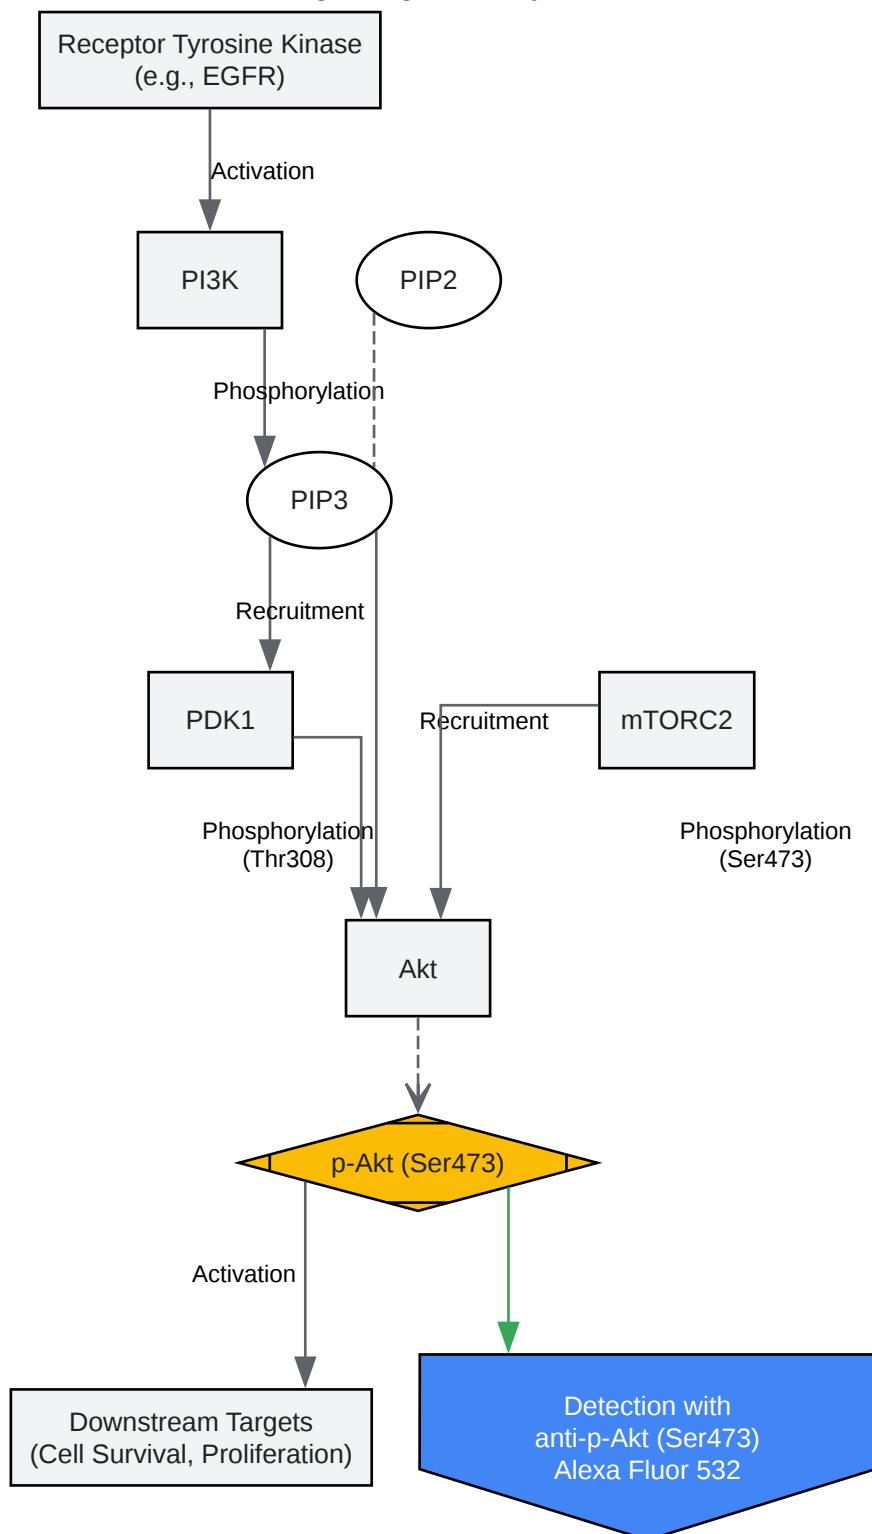 Receptor Tyrosine Kinase
(e.g., EGFR)
Activation
PI3K
PIP2
Phosphorylation
PIP3
Recruitment
PDK1
Recruitment
mTORC2
Phosphorylation
(Thr308)
Phosphorylation
(Ser473)
Akt
p-Akt (Ser473)
Activation
Downstream Targets
(Cell Survival, Proliferation)
Detection with
anti-p-Akt (Ser473)
Alexa Fluor 532